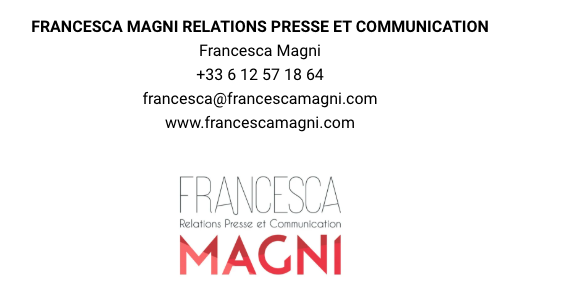 FRANCESCA MAGNI RELATIONS PRESSE ET COMMUNICATION
Francesca Magni
+33 6 12 57 18 64
francesca@francescamagni.com
www.francescamagni.com
FRANCESCA
Relations Presse et Communication
MAGNI